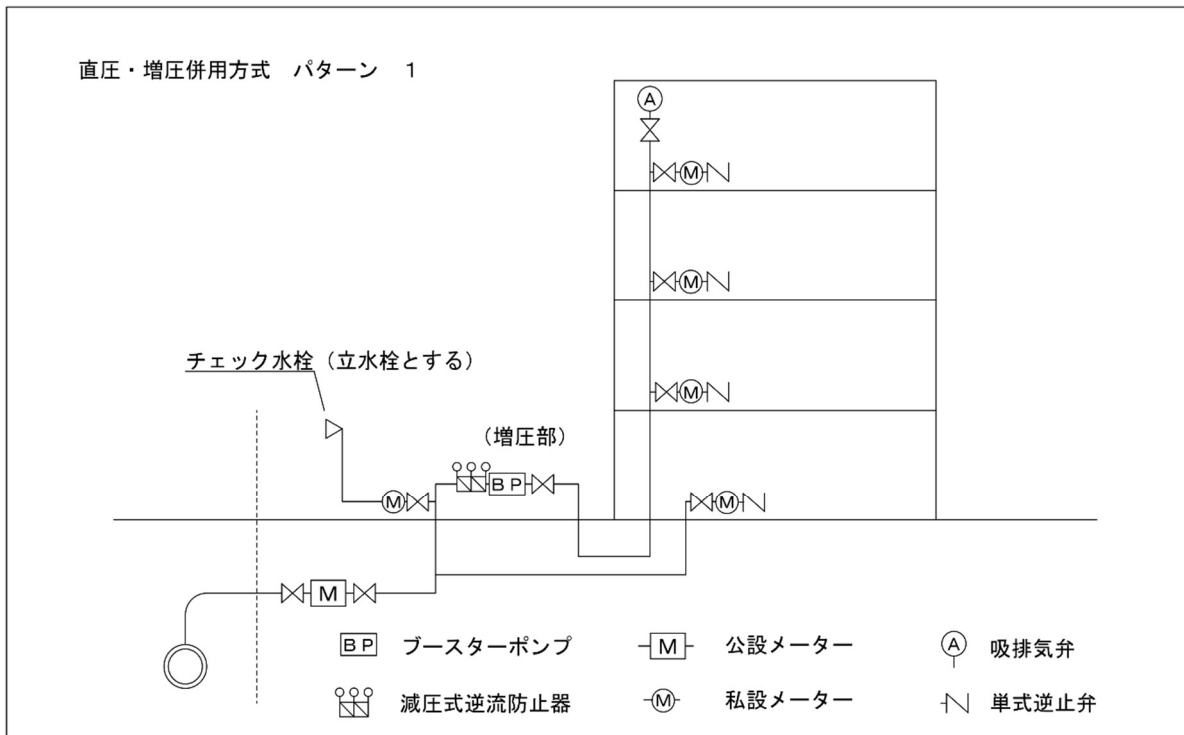 直圧・増圧併用方式　パターン　1
A
M
M
チェック水栓（立水栓とする）
M
（増圧部）
BP
M
M
M
BP　ブースターポンプ　M　公設メーター　A　吸排気弁
減圧式逆流防止器　M　私設メーター　単式逆止弁